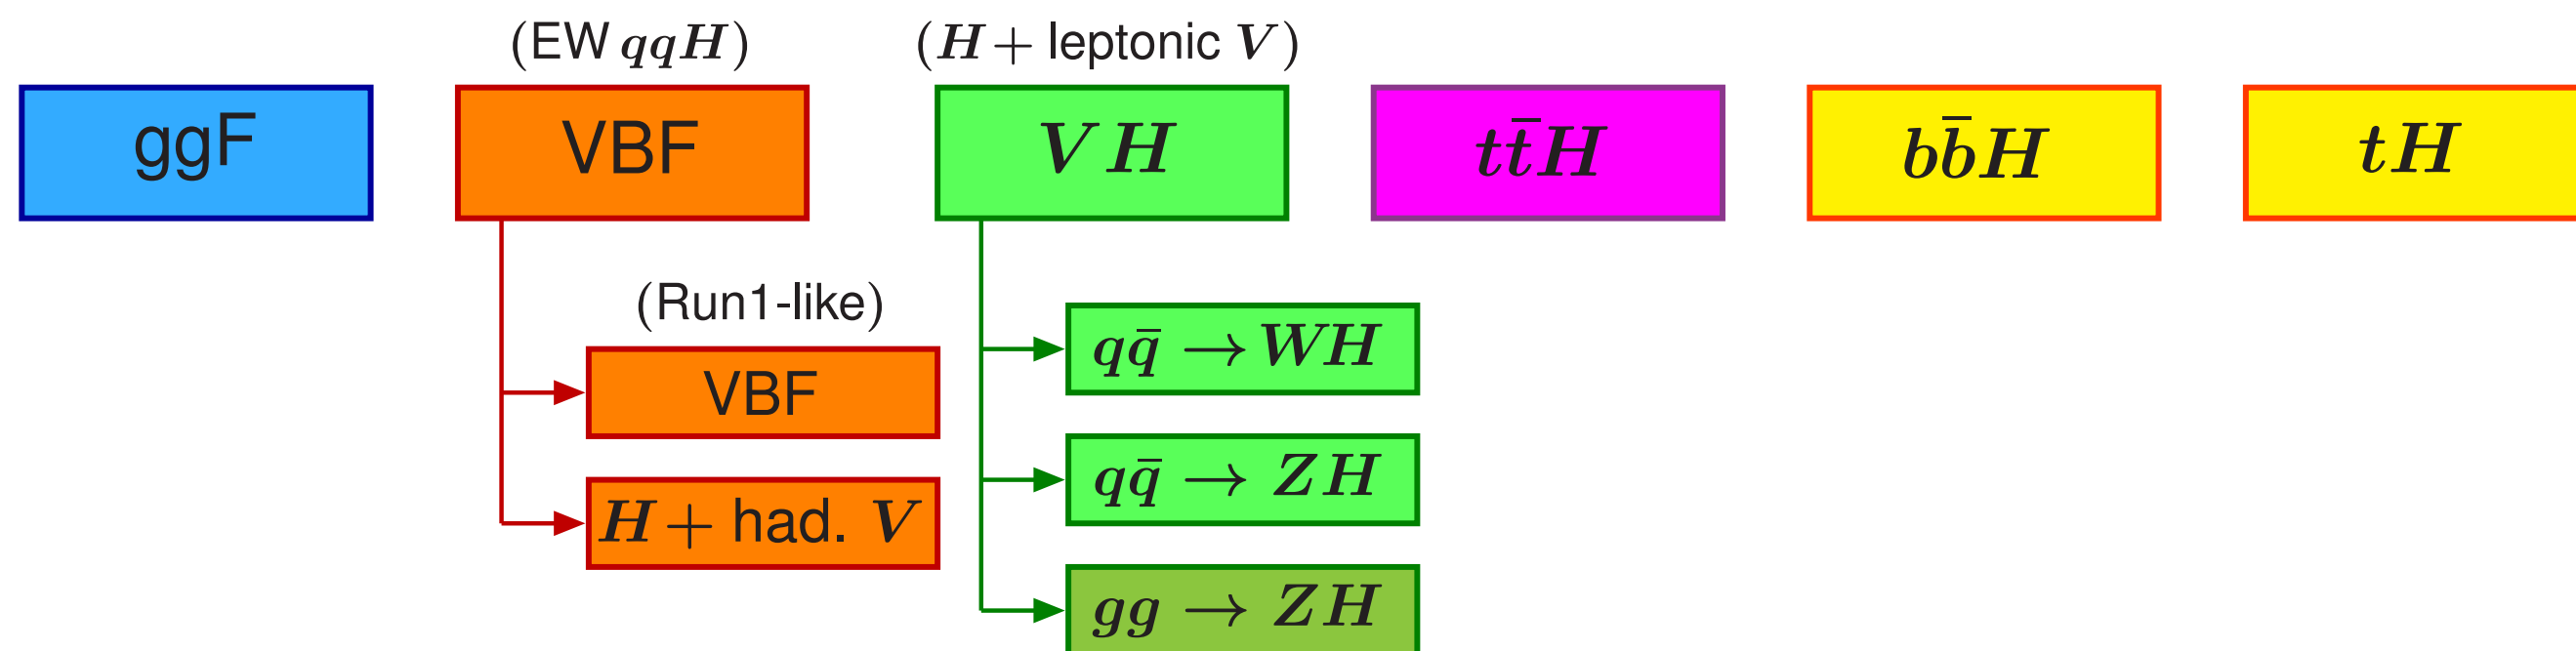 (EW qqH)
(H + leptonic V)
ggF
VBF
VH
tt̄H
bb̄H
tH
(Run1-like)
VBF
H + had. V
qq̄ → WH
qq̄ → ZH
gg → ZH